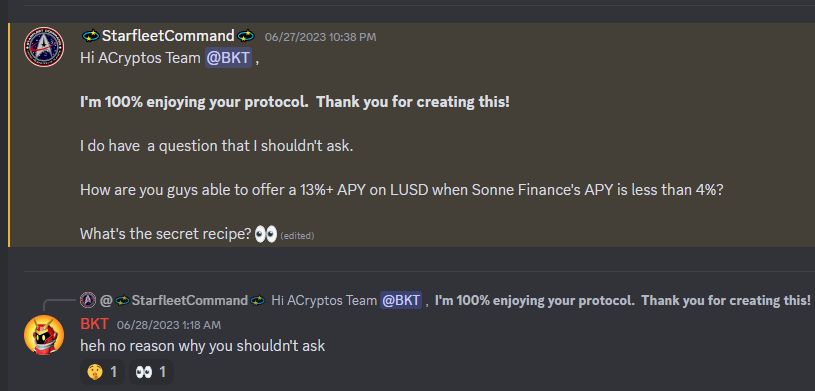 StarfleetCommand 06/27/2023 10:38 PM
Hi ACryptos Team @BKT ,
I'm 100% enjoying your protocol.  Thank you for creating this!
I do have  a question that I shouldn't ask.
How are you guys able to offer a 13%+ APY on LUSD when Sonne Finance's APY is less than 4%?
What's the secret recipe? 👀 (edited)
@ StarfleetCommand Hi ACryptos Team @BKT , I'm 100% enjoying your protocol.  Thank you for creating this!
BKT 06/28/2023 1:18 AM
heh no reason why you shouldn't ask
🤫 1 👀 1